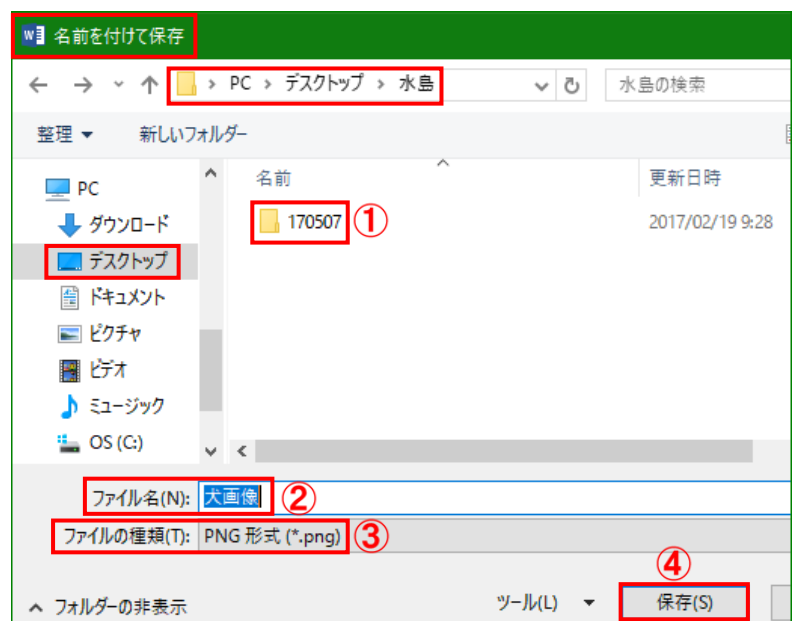 名前を付けて保存
PC > デスクトップ > 水島
水島の検索
整理 新しいフォルダー
名前 更新日時
PC
170507 ① 2017/02/19 9:28
ダウンロード
デスクトップ
ドキュメント
ピクチャ
ビデオ
ミュージック
OS (C:)
ファイル名(N): 犬画像 ②
ファイルの種類(T): PNG 形式 (*.png) ③
④
フォルダーの非表示 ツール(L) 保存(S)